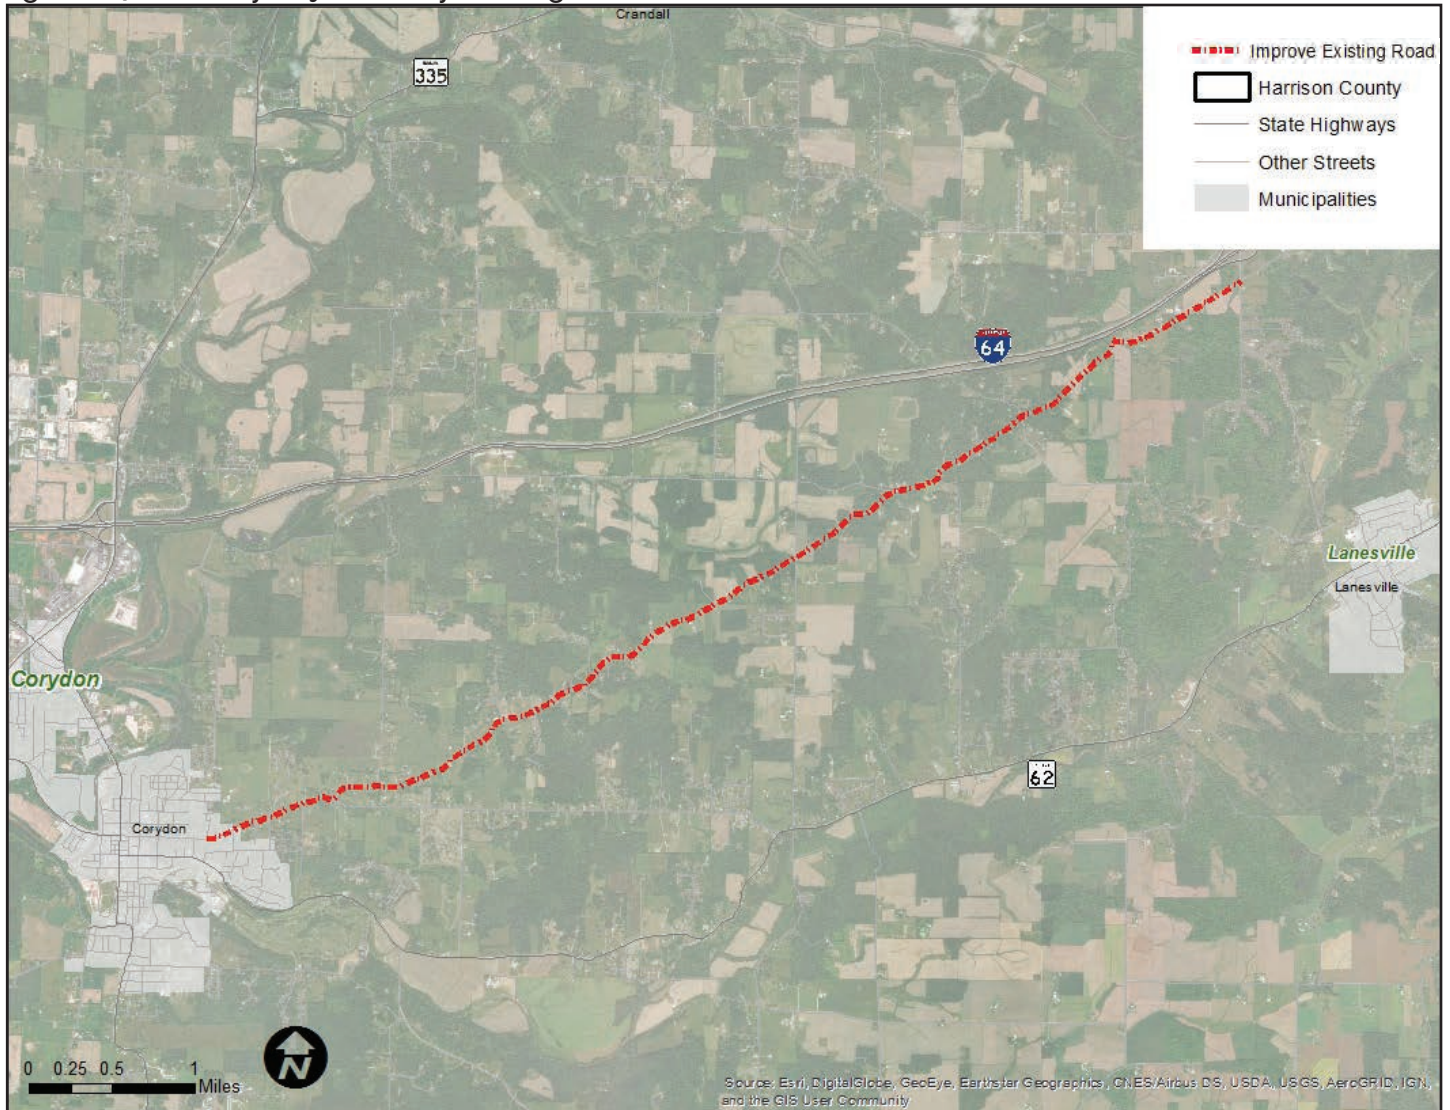 Crandall
335
Improve Existing Road
Harrison County
State Highways
Other Streets
Municipalities
64
Lanesville
Lanesville
Corydon
62
Corydon
0 0.25 0.5 1
Miles
N
Source: Esri, DigitalGlobe, GeoEye, Earthstar Geographics, CNES/Airbus DS, USDA, USGS, AeroGRID, IGN,
and the GIS User Community